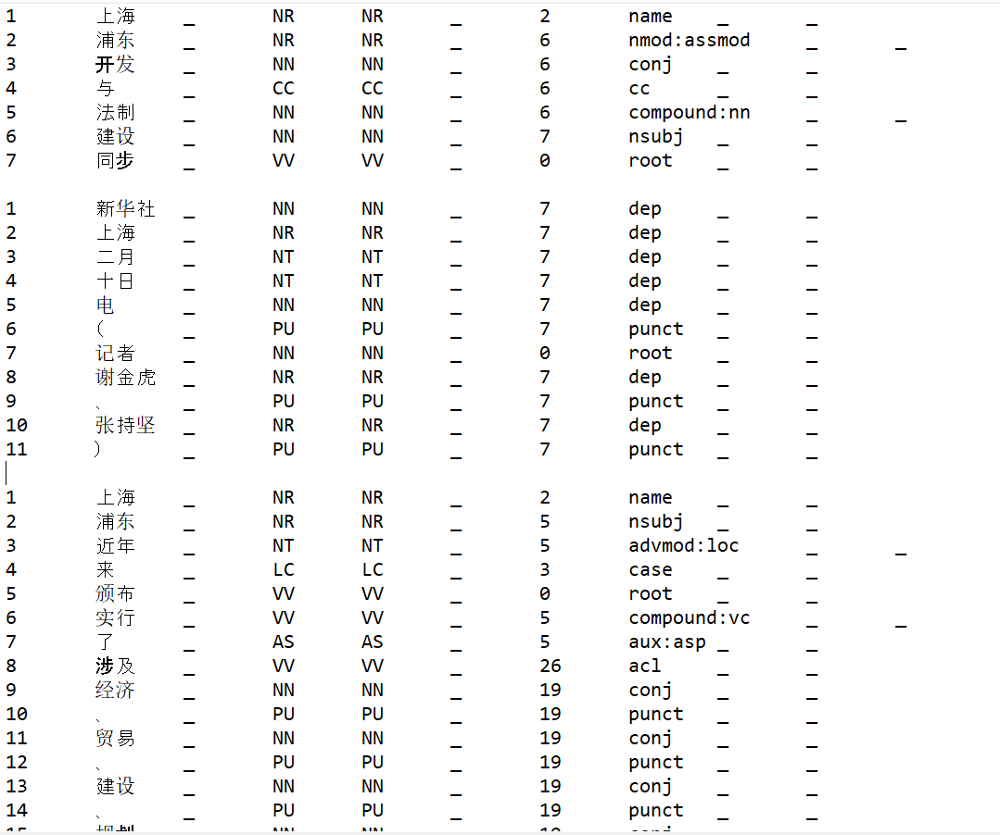 1 上海 _ NR NR _ 2 name _ _
2 浦东 _ NR NR _ 6 nmod:assmod _ _
3 开发 _ NN NN _ 6 conj _ _
4 与 _ CC CC _ 6 cc _ _
5 法制 _ NN NN _ 6 compound:nn _ _
6 建设 _ NN NN _ 7 nsubj _ _
7 同步 _ VV VV _ 0 root _ _
1 新华社 _ NN NN _ 7 dep _ _
2 上海 _ NR NR _ 7 dep _ _
3 二月 _ NT NT _ 7 dep _ _
4 十日 _ NT NT _ 7 dep _ _
5 电 _ NN NN _ 7 dep _ _
6 （ _ PU PU _ 7 punct _ _
7 记者 _ NN NN _ 0 root _ _
8 谢金虎 _ NR NR _ 7 dep _ _
9 、 _ PU PU _ 7 punct _ _
10 张持坚 _ NR NR _ 7 dep _ _
11 ） _ PU PU _ 7 punct _ _
1 上海 _ NR NR _ 2 name _ _
2 浦东 _ NR NR _ 5 nsubj _ _
3 近年 _ NT NT _ 5 advmod:loc _ _
4 来 _ LC LC _ 3 case _ _
5 颁布 _ VV VV _ 0 root _ _
6 实行 _ VV VV _ 5 compound:vc _ _
7 了 _ AS AS _ 5 aux:asp _ _
8 涉及 _ VV VV _ 26 acl _ _
9 经济 _ NN NN _ 19 conj _ _
10 、 _ PU PU _ 19 punct _ _
11 贸易 _ NN NN _ 19 conj _ _
12 、 _ PU PU _ 19 punct _ _
13 建设 _ NN NN _ 19 conj _ _
14 、 _ PU PU _ 19 punct _ _